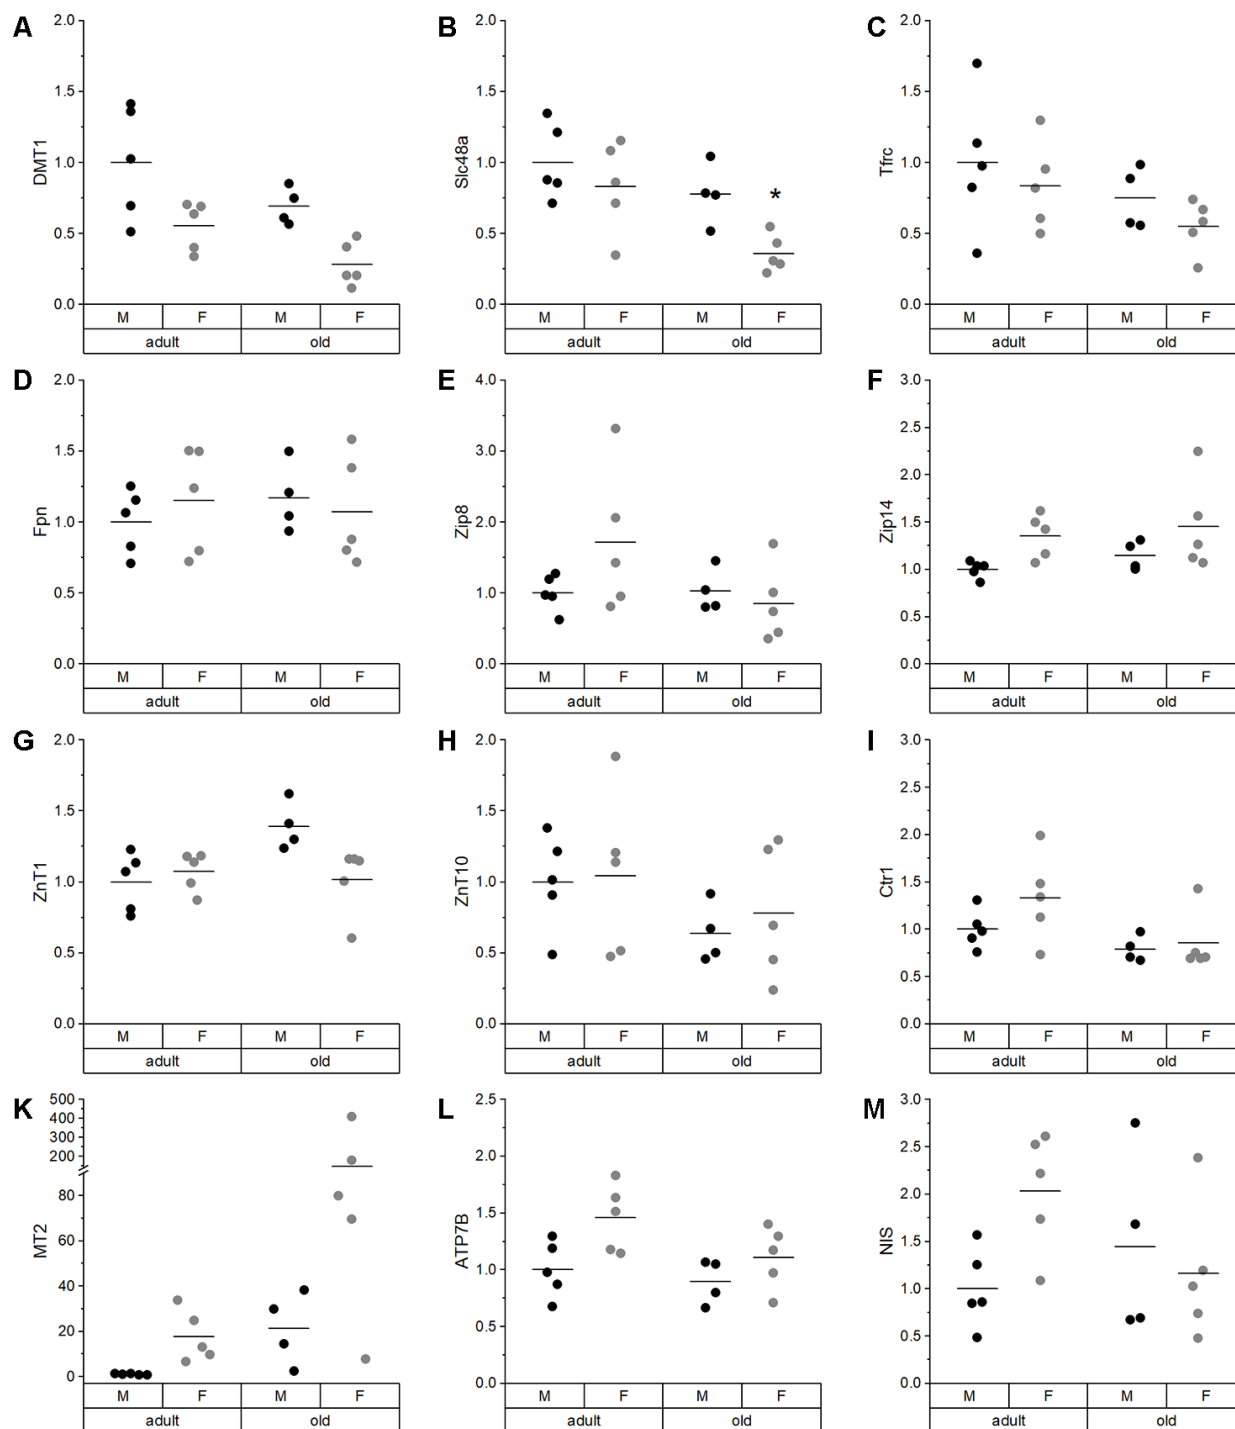 A
B
C
2.0
1.5
1.0
0.5
0.0
DMT1
M F M F
adult old
2.0
1.5
1.0
0.5
0.0
Slc48a
*
M F M F
adult old
2.0
1.5
1.0
0.5
0.0
Tfrc
M F M F
adult old
D
E
F
2.0
1.5
1.0
0.5
0.0
Fpn
M F M F
adult old
4.0
3.0
2.0
1.0
0.0
Zip8
M F M F
adult old
3.0
2.5
2.0
1.5
1.0
0.5
0.0
Zip14
M F M F
adult old
G
H
I
2.0
1.5
1.0
0.5
0.0
ZnT1
M F M F
adult old
2.0
1.5
1.0
0.5
0.0
ZnT10
M F M F
adult old
3.0
2.5
2.0
1.5
1.0
0.5
0.0
Ctr1
M F M F
adult old
K
L
M
500
400
300
200
80
60
40
20
0
MT2
M F M F
adult old
2.5
2.0
1.5
1.0
0.5
0.0
ATP7B
M F M F
adult old
3.0
2.5
2.0
1.5
1.0
0.5
0.0
NIS
M F M F
adult old